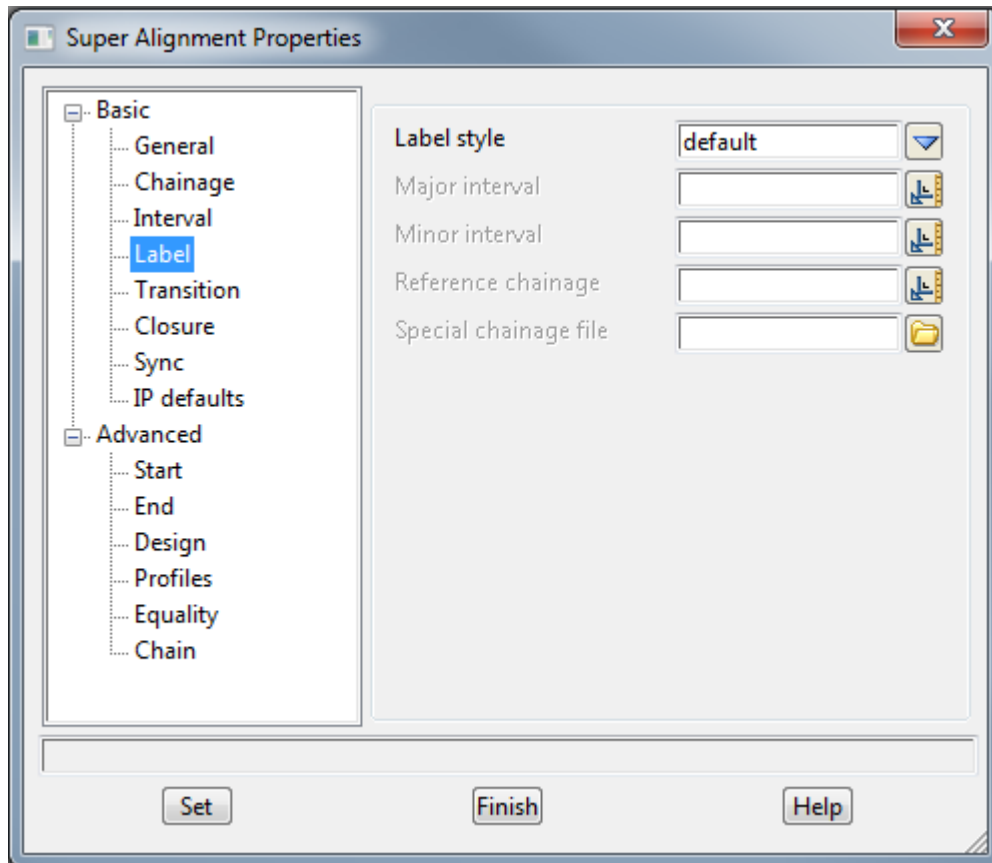 Super Alignment Properties
Basic
General
Chainage
Interval
Label
Transition
Closure
Sync
IP defaults
Advanced
Start
End
Design
Profiles
Equality
Chain
Label style
default
Major interval
Minor interval
Reference chainage
Special chainage file
Set
Finish
Help